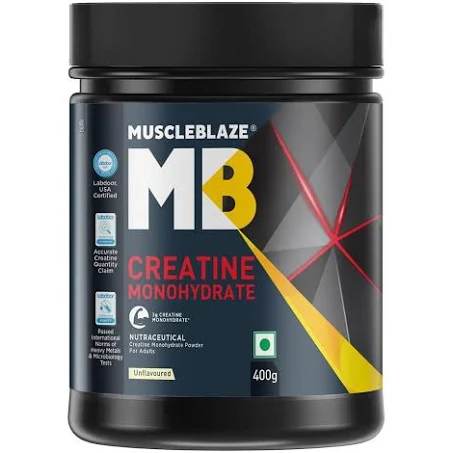 MUSCLEBLAZE®
MB
CREATINE
MONOHYDRATE
3g CREATINE
MONOHYDRATE*
NUTRACEUTICAL
Creatine Monohydrate Powder
For Adults
Unflavoured
400g
Labdoor,
USA
Certified
Accurate
Creatine
Quantity
Claim
Passed
International
Norms of
Heavy Metals
& Microbiology
Tests